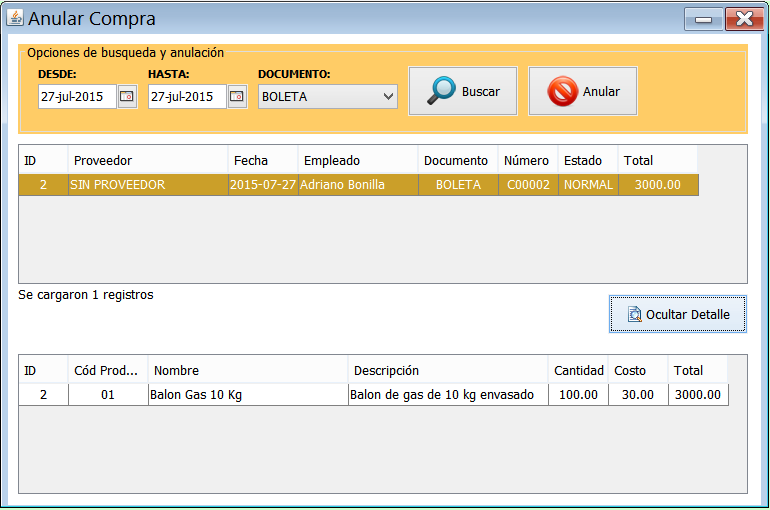 Anular Compra
Opciones de busqueda y anulación
DESDE: HASTA: DOCUMENTO:
27-jul-2015 27-jul-2015 BOLETA Buscar Anular
ID Proveedor Fecha Empleado Documento Número Estado Total
2 SIN PROVEEDOR 2015-07-27 Adriano Bonilla BOLETA C00002 NORMAL 3000.00
Se cargaron 1 registros
Ocultar Detalle
ID Cód Prod... Nombre Descripción Cantidad Costo Total
2 01 Balon Gas 10 Kg Balon de gas de 10 kg envasado 100.00 30.00 3000.00